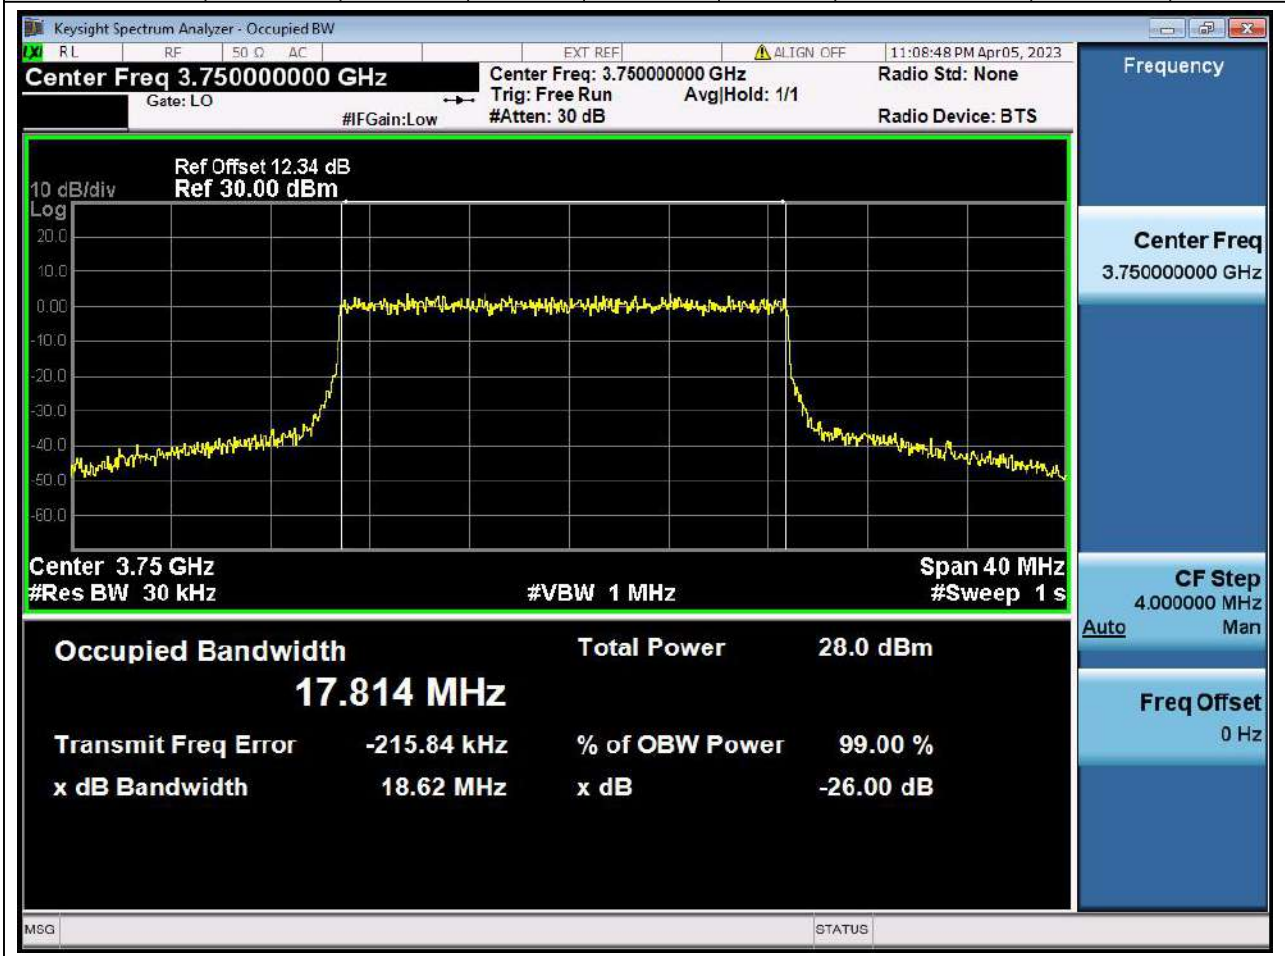 Keysight Spectrum Analyzer - Occupied BW
LXI RL RF 50 Ω AC EXT REF ALIGN OFF 11:08:48 PM Apr 05, 2023
Center Freq 3.750000000 GHz
Gate: LO
#IFGain:Low
Center Freq: 3.750000000 GHz
Trig: Free Run Avg|Hold: 1/1
#Atten: 30 dB
Radio Std: None
Radio Device: BTS
Frequency
Ref Offset 12.34 dB
10 dB/div Ref 30.00 dBm
Log
20.0
10.0
0.00
-10.0
-20.0
-30.0
-40.0
-50.0
-60.0
Center 3.75 GHz Span 40 MHz
#Res BW 30 kHz #VBW 1 MHz #Sweep 1 s
Center Freq
3.750000000 GHz
CF Step
4.000000 MHz
Auto Man
Freq Offset
0 Hz
Occupied Bandwidth Total Power 28.0 dBm
17.814 MHz
Transmit Freq Error -215.84 kHz % of OBW Power 99.00 %
x dB Bandwidth 18.62 MHz x dB -26.00 dB
MSG STATUS